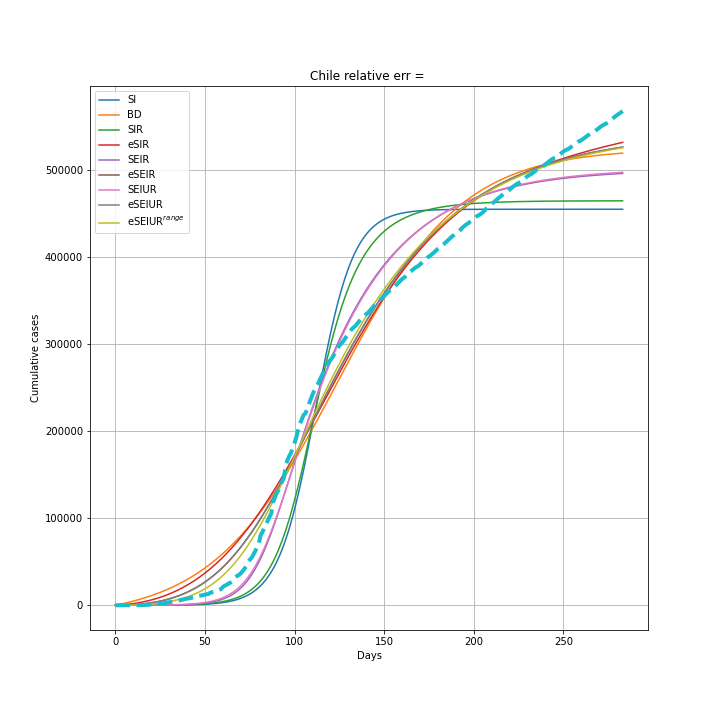 Chile relative err =
SI
BD
SIR
eSIR
SEIR
eSEIR
SEIUR
eSEIUR
eSEIUR^range
500000
400000
300000
200000
100000
0
Cumulative cases
0 50 100 150 200 250
Days